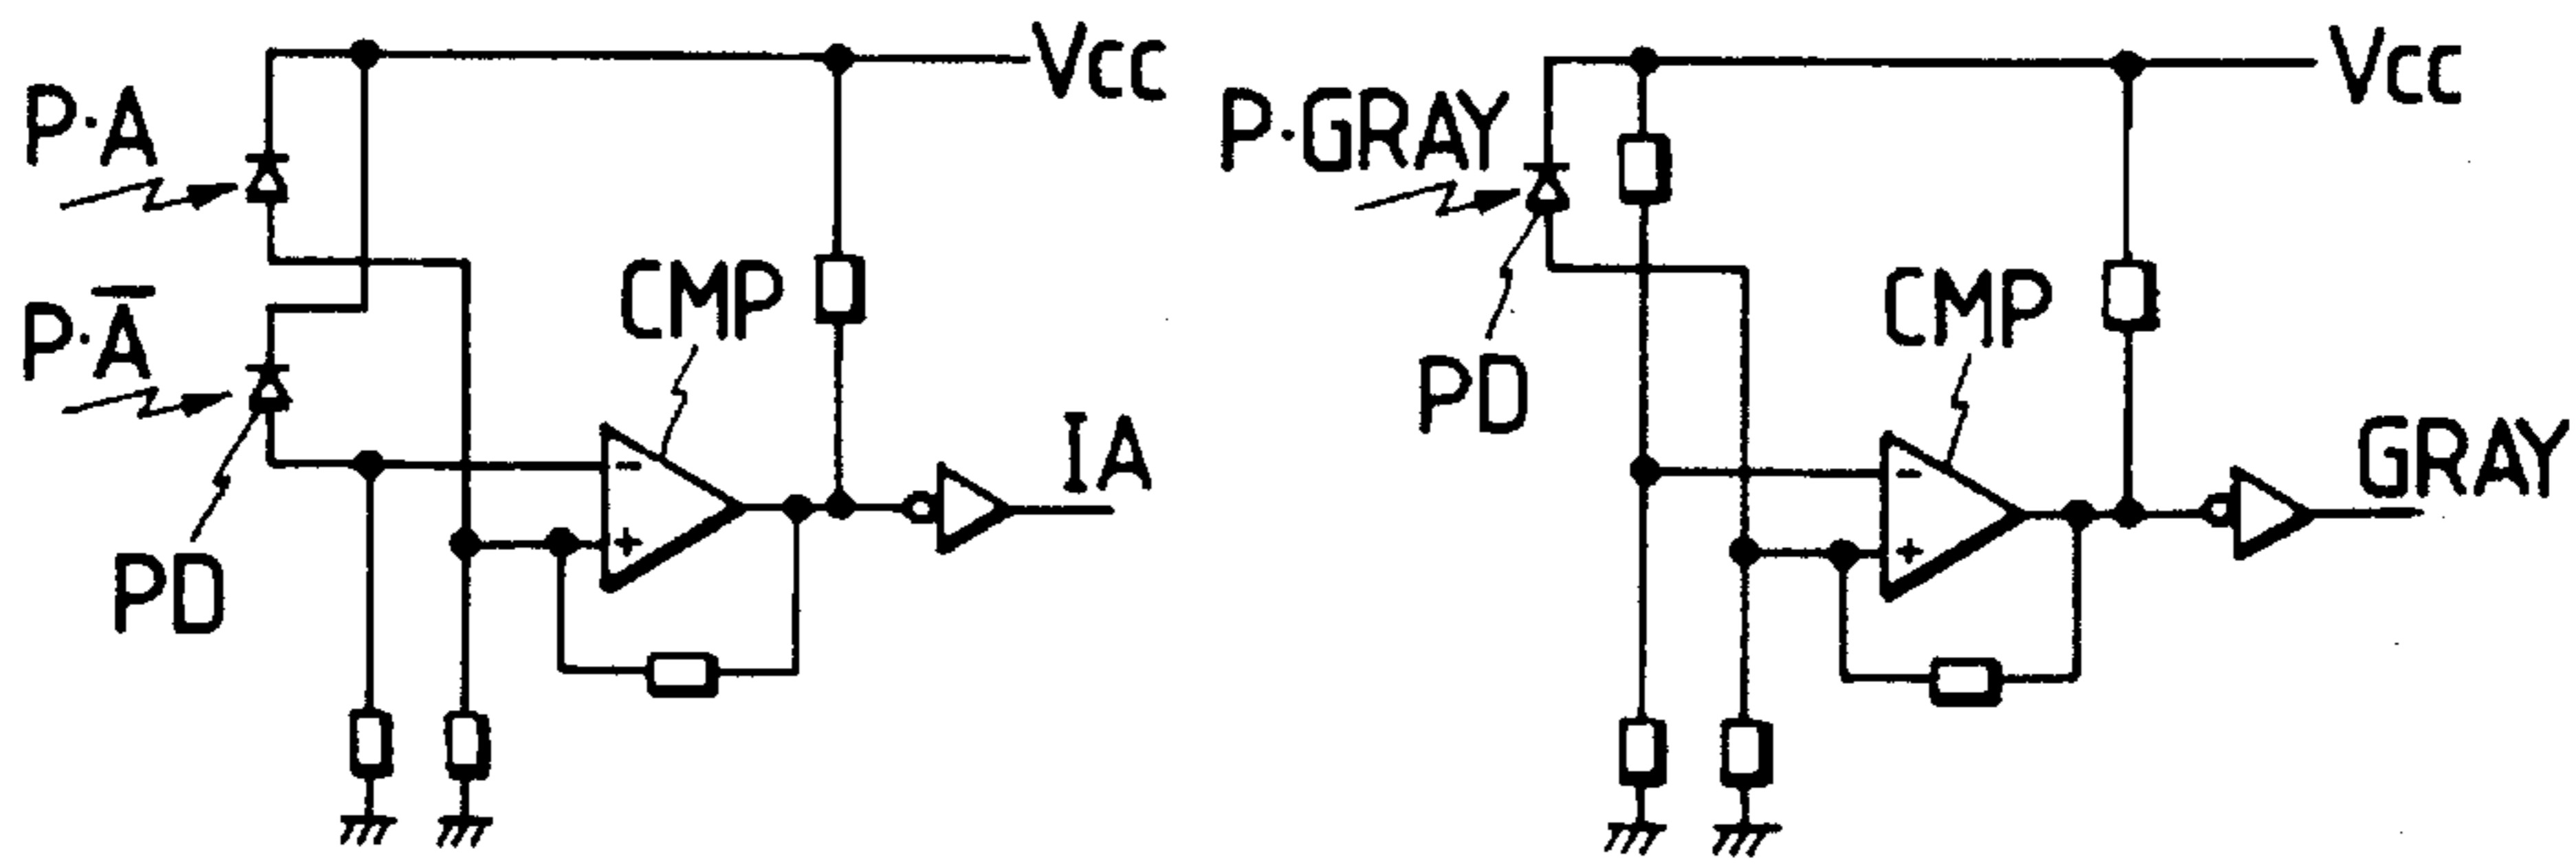 Vcc
P·A
P·A̅
CMP
PD
-
+
IA
Vcc
P·GRAY
CMP
PD
-
+
GRAY